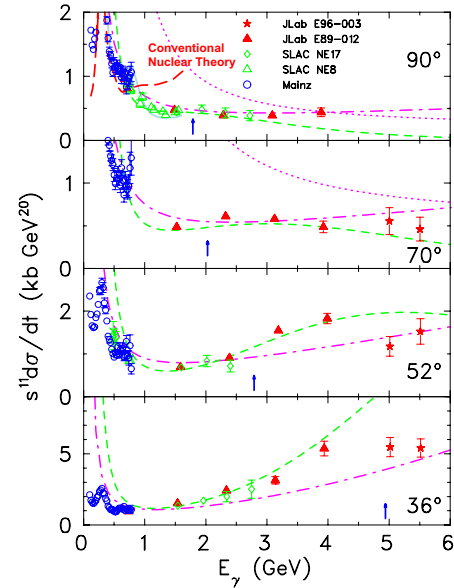 2
JLab E96-003
JLab E89-012
SLAC NE17
SLAC NE8
Mainz
Conventional
Nuclear Theory
90°
1
0
1
70°
0
2
52°
0
5
36°
0
0 1 2 3 4 5 6
s¹¹dσ/dt (kb GeV²⁰)
E_γ (GeV)